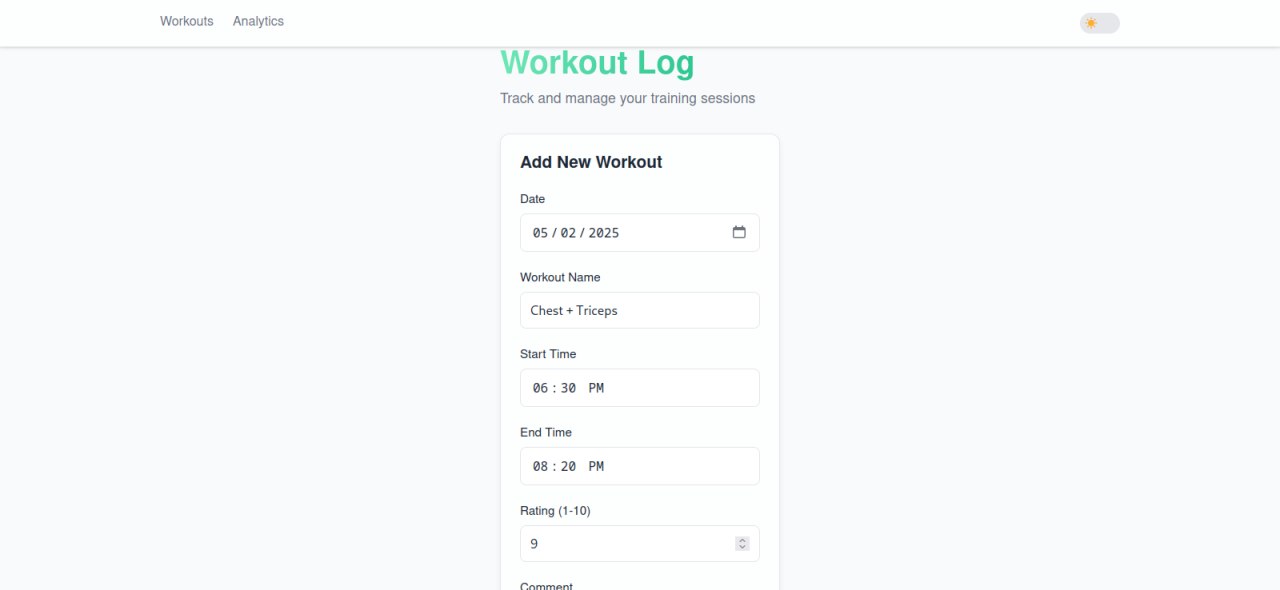 Workouts Analytics
Workout Log
Track and manage your training sessions
Add New Workout
Date
05 / 02 / 2025
Workout Name
Chest + Triceps
Start Time
06 : 30 PM
End Time
08 : 20 PM
Rating (1-10)
9
Comment